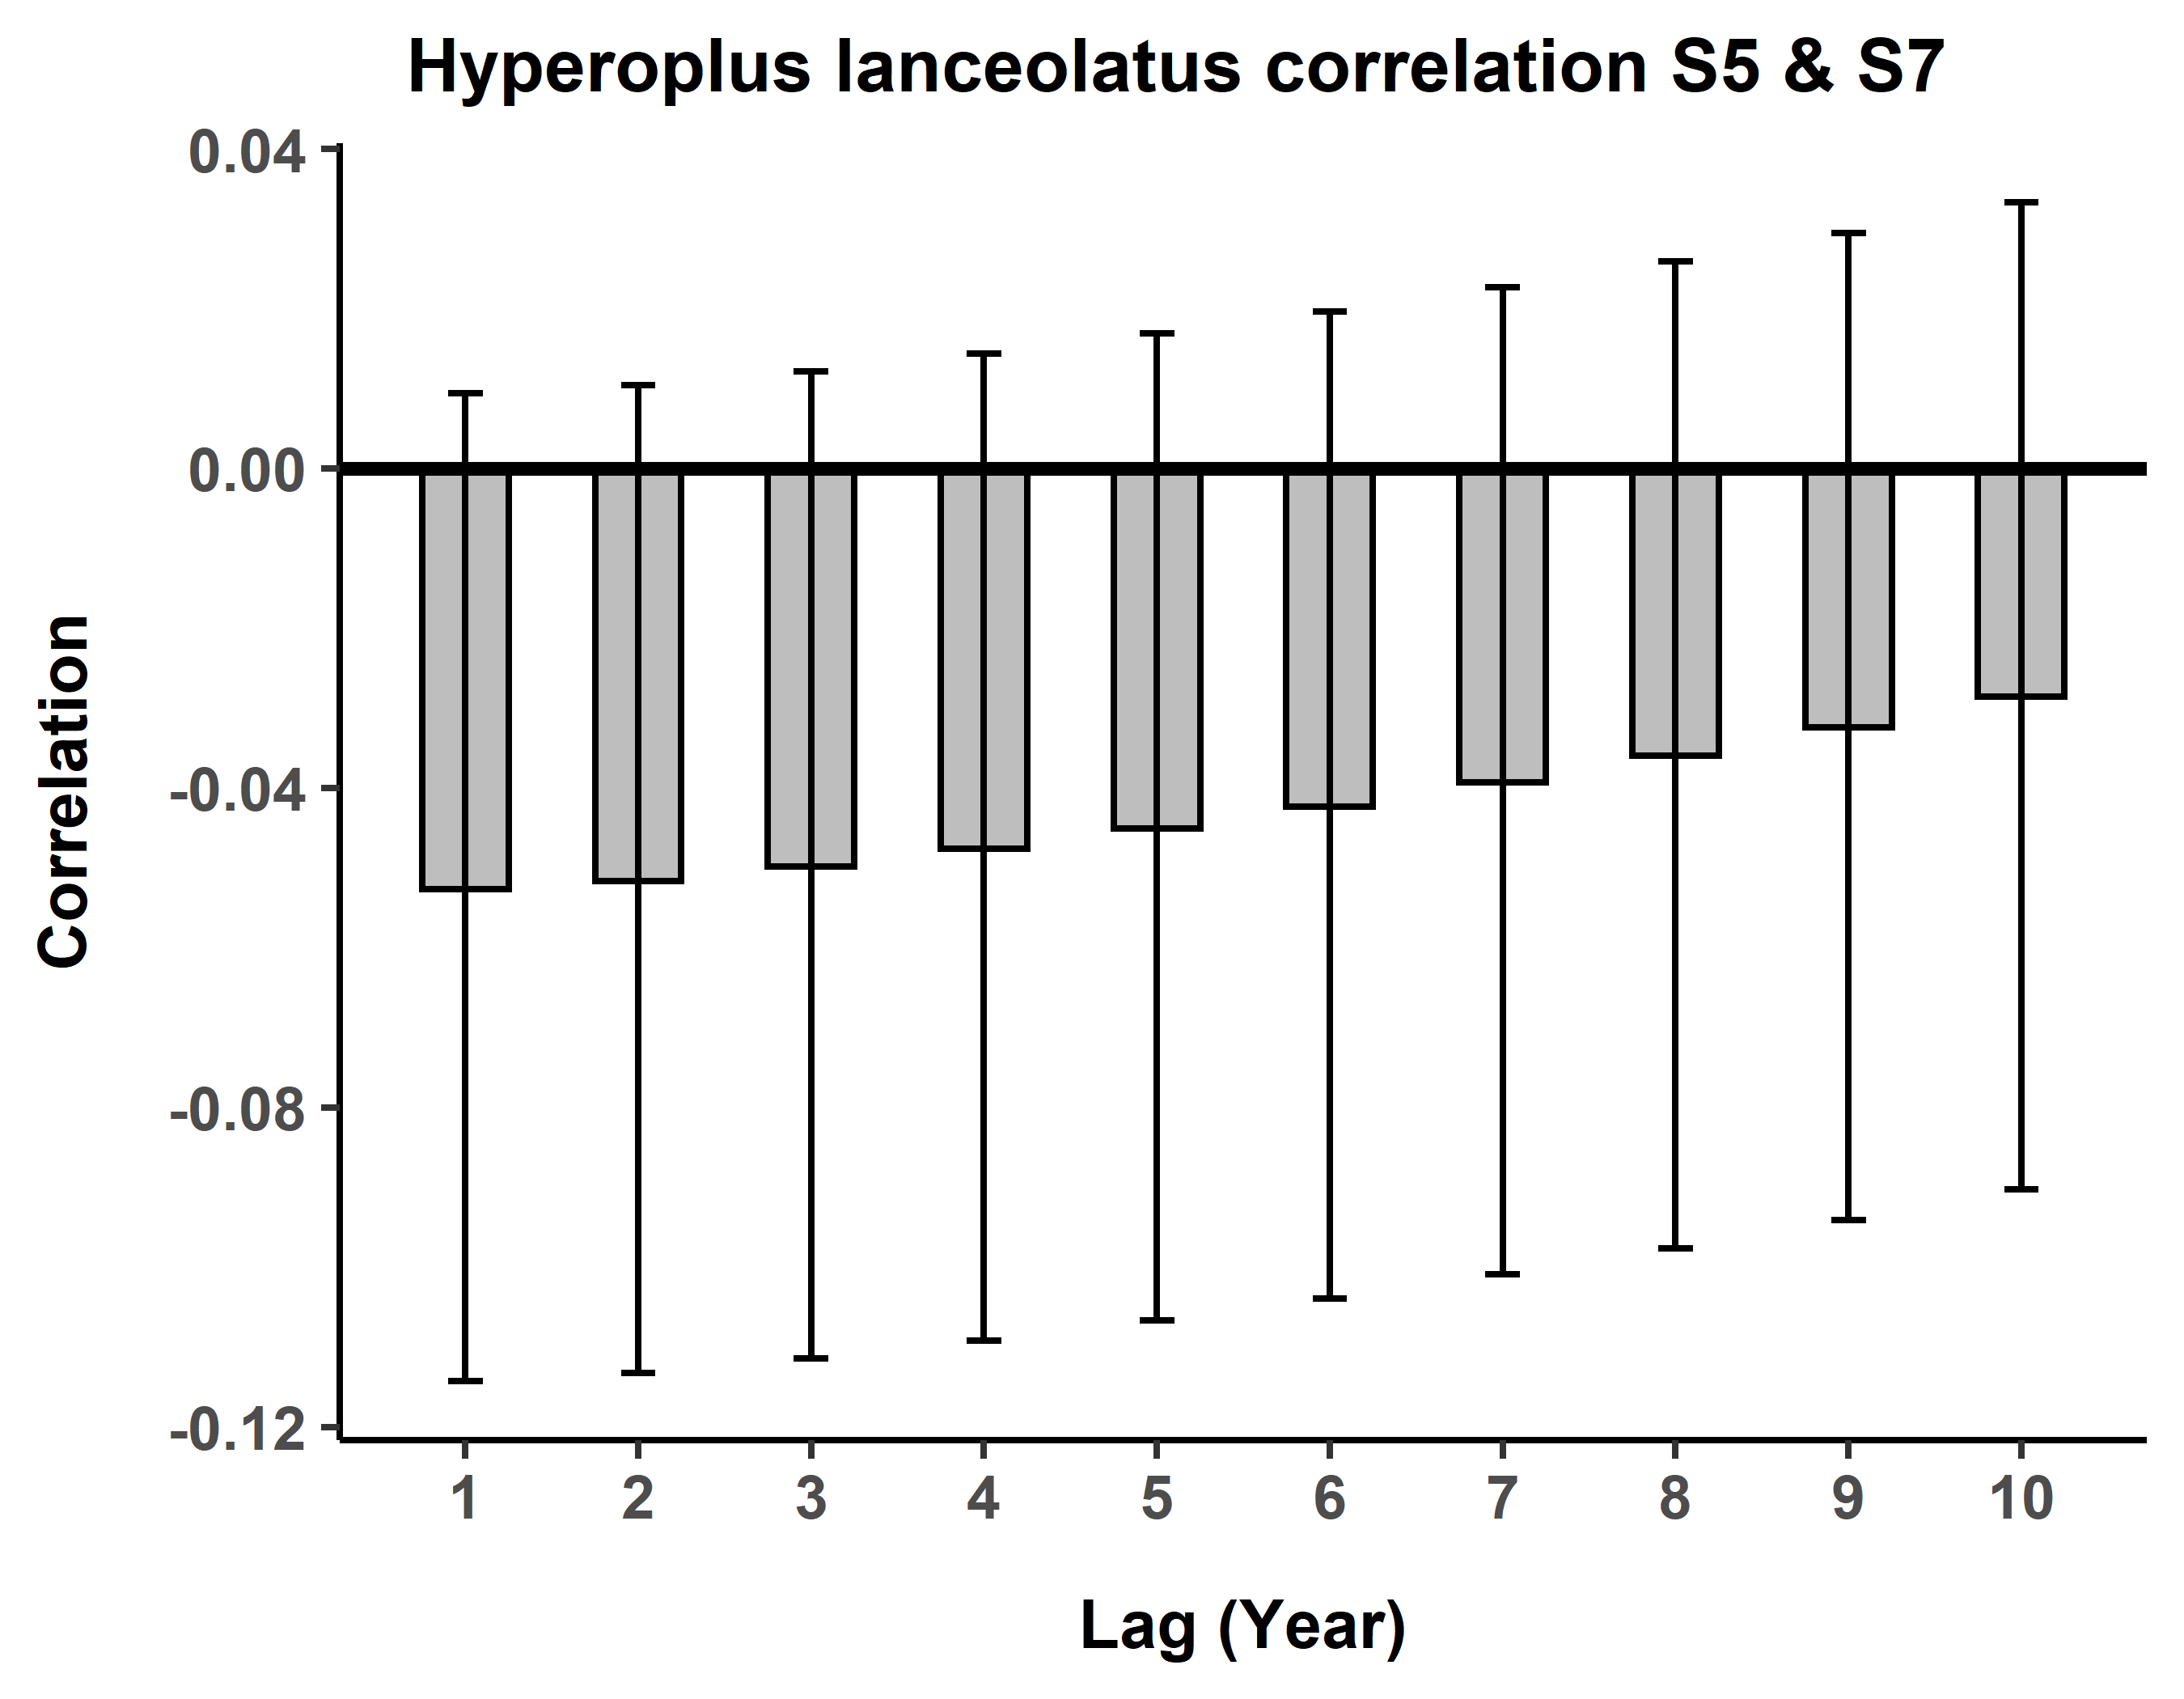 Hyperoplus lanceolatus correlation S5 & S7
0.04
0.00
-0.04
-0.08
-0.12
Correlation
1 2 3 4 5 6 7 8 9 10
Lag (Year)